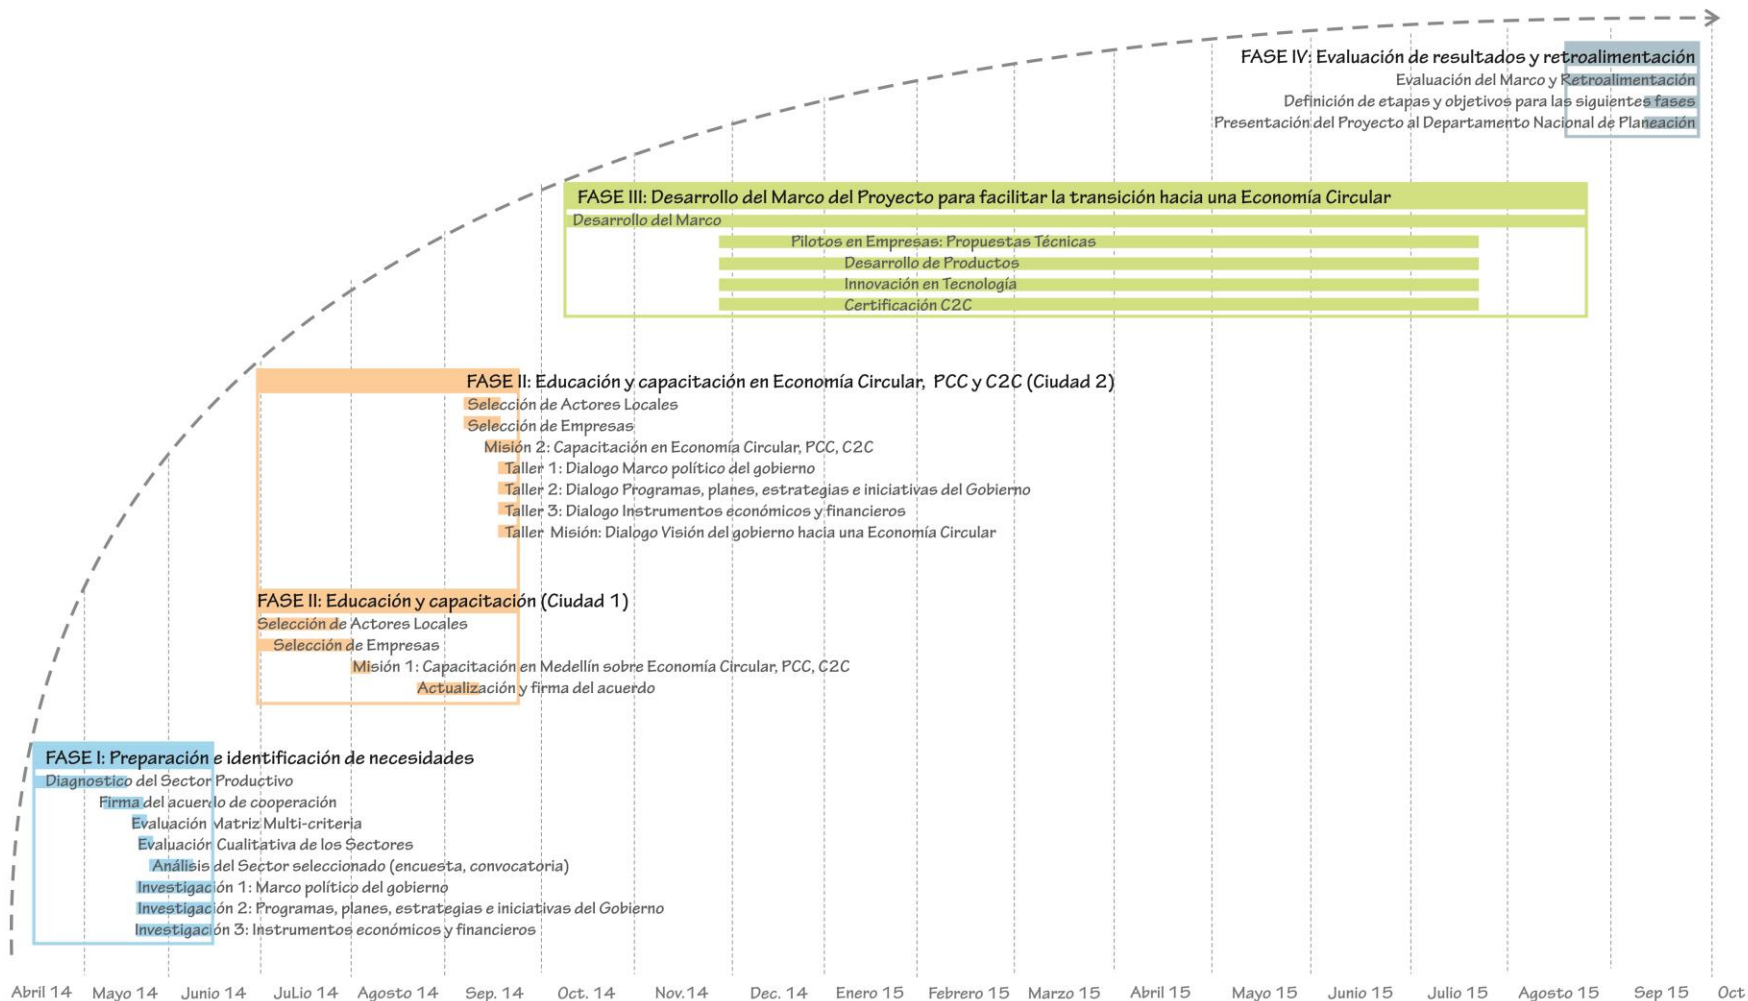 FASE IV: Evaluación de resultados y retroalimentación
Evaluación del Marco y Retroalimentación
Definición de etapas y objetivos para las siguientes fases
Presentación del Proyecto al Departamento Nacional de Planeación
FASE III: Desarrollo del Marco del Proyecto para facilitar la transición hacia una Economía Circular
Desarrollo del Marco
Pilotos en Empresas: Propuestas Técnicas
Desarrollo de Productos
Innovación en Tecnología
Certificación C2C
FASE II: Educación y capacitación en Economía Circular, PCC y C2C (Ciudad 2)
Selección de Actores Locales
Selección de Empresas
Misión 2: Capacitación en Economía Circular, PCC, C2C
Taller 1: Dialogo Marco político del gobierno
Taller 2: Dialogo Programas, planes, estrategias e iniciativas del Gobierno
Taller 3: Dialogo Instrumentos económicos y financieros
Taller Misión: Dialogo Visión del gobierno hacia una Economía Circular
FASE II: Educación y capacitación (Ciudad 1)
Selección de Actores Locales
Selección de Empresas
Misión 1: Capacitación en Medellín sobre Economía Circular, PCC, C2C
Actualización y firma del acuerdo
FASE I: Preparación e identificación de necesidades
Diagnostico del Sector Productivo
Firma del acuerdo de cooperación
Evaluación Matriz Multi-criteria
Evaluación Cualitativa de los Sectores
Análisis del Sector seleccionado (encuesta, convocatoria)
Investigación 1: Marco político del gobierno
Investigación 2: Programas, planes, estrategias e iniciativas del Gobierno
Investigación 3: Instrumentos económicos y financieros
Abril 14 Mayo 14 Junio 14 JuLio 14 Agosto 14 Sep. 14 Oct. 14 Nov.14 Dec. 14 Enero 15 Febrero 15 Marzo 15 Abril 15 Mayo 15 Junio 15 Julio 15 Agosto 15 Sep 15 Oct